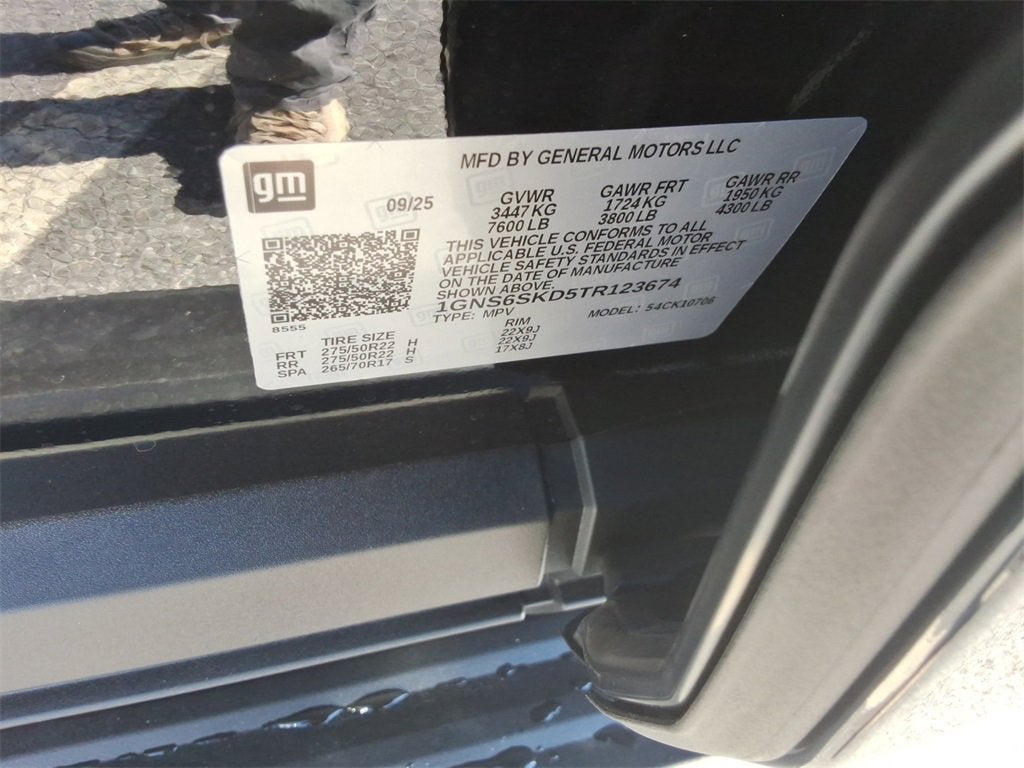 gm
MFD BY GENERAL MOTORS LLC
09/25
GVWR
3447 KG
7600 LB
GAWR FRT
1724 KG
3800 LB
GAWR RR
1950 KG
4300 LB
THIS VEHICLE CONFORMS TO ALL
APPLICABLE U.S. FEDERAL MOTOR
VEHICLE SAFETY STANDARDS IN EFFECT
ON THE DATE OF MANUFACTURE
SHOWN ABOVE.
1GNS6SKD5TR123674
TYPE: MPV
MODEL: 54CK10706
8555
TIRE SIZE RIM
FRT 275/50R22 H 22X9J
RR 275/50R22 H 22X9J
SPA 265/70R17 S 17X8J